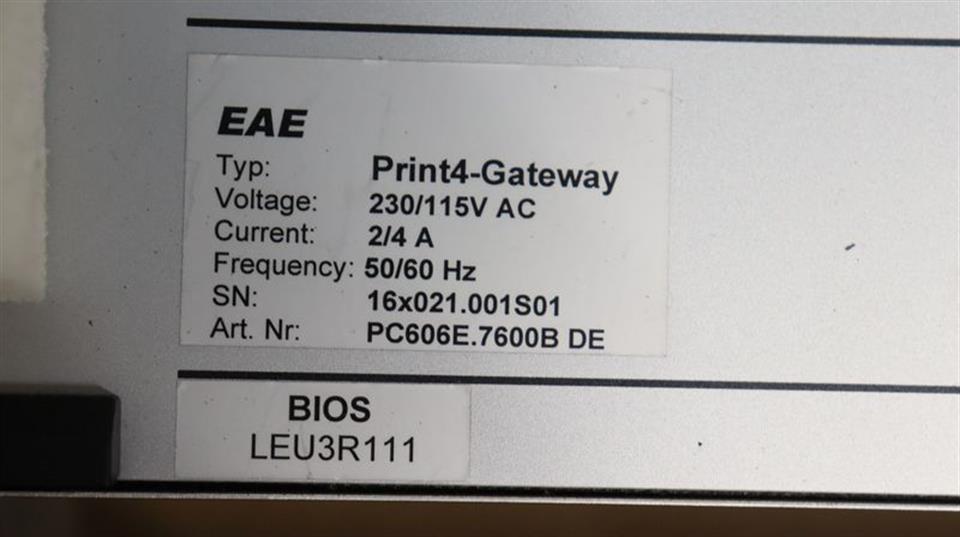 EAE
Typ: Print4-Gateway
Voltage: 230/115V AC
Current: 2/4 A
Frequency: 50/60 Hz
SN: 16x021.001S01
Art. Nr: PC606E.7600B DE
BIOS
LEU3R111